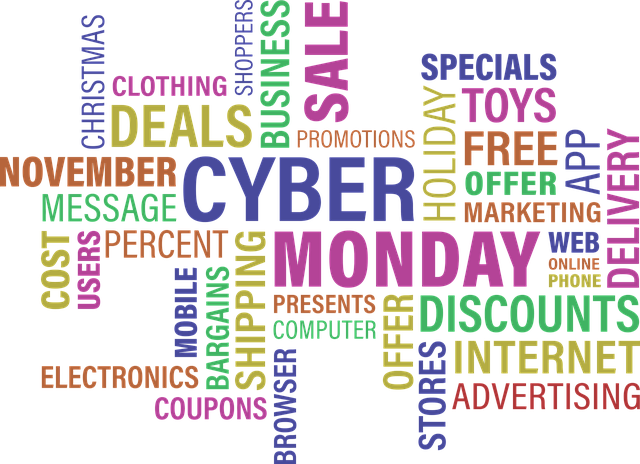 CHRISTMAS
CLOTHING
SHOPPERS
BUSINESS
SALE
DEALS
PROMOTIONS
SPECIALS
HOLIDAY
TOYS
FREE
APP
DELIVERY
NOVEMBER
CYBER
OFFER
MESSAGE
MARKETING
COST
USERS
PERCENT
SHIPPING
MONDAY
WEB
ONLINE
PHONE
MOBILE
BARGAINS
PRESENTS
COMPUTER
OFFER
DISCOUNTS
BROWSER
STORES
INTERNET
ELECTRONICS
COUPONS
ADVERTISING